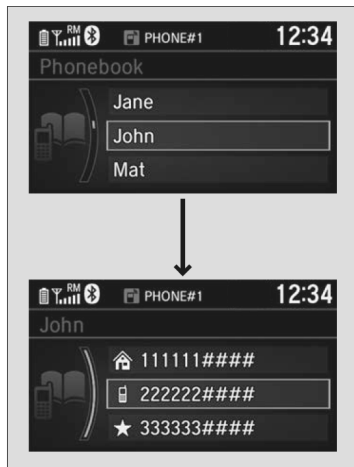 RM PHONE#1 12:34
Phonebook
Jane
John
Mat
RM PHONE#1 12:34
John
111111####
222222####
333333####